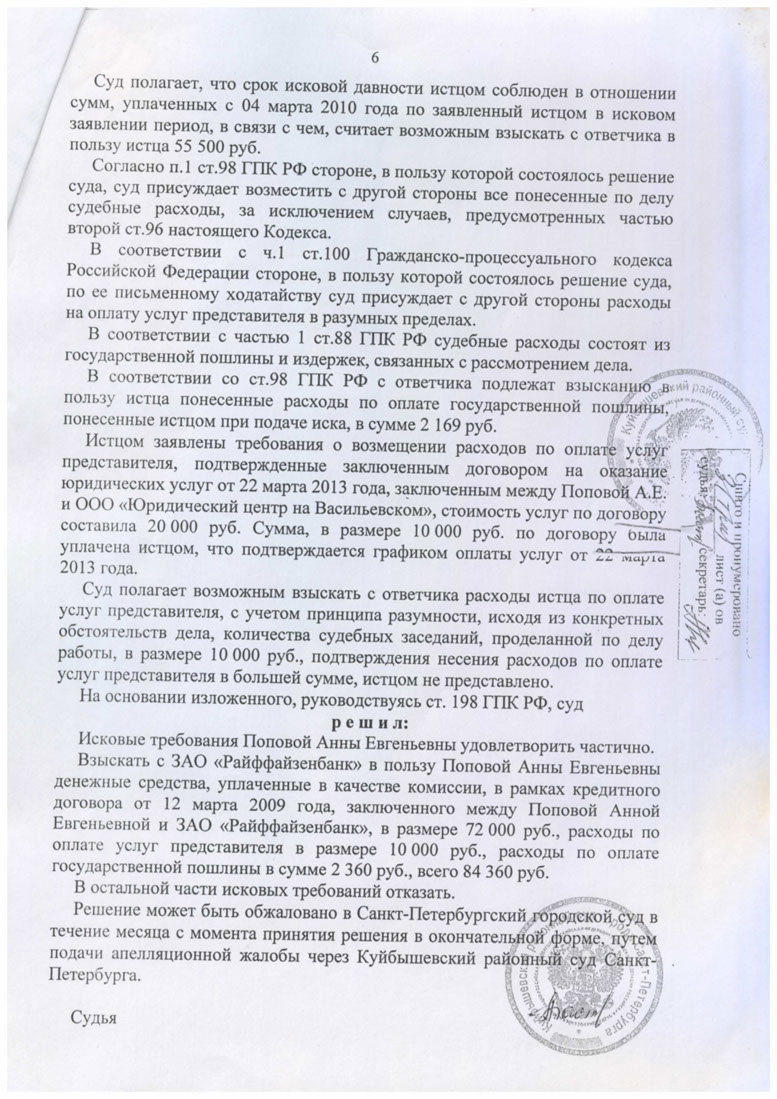 6
Суд полагает, что срок исковой давности истцом соблюден в отношении
сумм, уплаченных с 04 марта 2010 года по заявленный истцом в исковом
заявлении период, в связи с чем, считает возможным взыскать с ответчика в
пользу истца 55 500 руб.
Согласно п.1 ст.98 ГПК РФ стороне, в пользу которой состоялось решение
суда, суд присуждает возместить с другой стороны все понесенные по делу
судебные расходы, за исключением случаев, предусмотренных частью
второй ст.96 настоящего Кодекса.
В соответствии с ч.1 ст.100 Гражданско-процессуального кодекса
Российской Федерации стороне, в пользу которой состоялось решение суда,
по ее письменному ходатайству суд присуждает с другой стороны расходы
на оплату услуг представителя в разумных пределах.
В соответствии с частью 1 ст.88 ГПК РФ судебные расходы состоят из
государственной пошлины и издержек, связанных с рассмотрением дела.
В соответствии со ст.98 ГПК РФ с ответчика подлежат взысканию в
пользу истца понесенные расходы по оплате государственной пошлины,
понесенные истцом при подаче иска, в сумме 2 169 руб.
Истцом заявлены требования о возмещении расходов по оплате услуг
представителя, подтвержденные заключенным договором на оказание
юридических услуг от 22 марта 2013 года, заключенным между Поповой А.Е.
и ООО «Юридический центр на Васильевском», стоимость услуг по договору
составила 20 000 руб. Сумма, в размере 10 000 руб. по договору была
уплачена истцом, что подтверждается графиком оплаты услуг от 22 марта
2013 года.
Суд полагает возможным взыскать с ответчика расходы истца по оплате
услуг представителя, с учетом принципа разумности, исходя из конкретных
обстоятельств дела, количества судебных заседаний, проделанной по делу
работы, в размере 10 000 руб., подтверждения несения расходов по оплате
услуг представителя в большей сумме, истцом не представлено.
На основании изложенного, руководствуясь ст. 198 ГПК РФ, суд
р е ш и л:
Исковые требования Поповой Анны Евгеньевны удовлетворить частично.
Взыскать с ЗАО «Райффайзенбанк» в пользу Поповой Анны Евгеньевны
денежные средства, уплаченные в качестве комиссии, в рамках кредитного
договора от 12 марта 2009 года, заключенного между Поповой Анной
Евгеньевной и ЗАО «Райффайзенбанк», в размере 72 000 руб., расходы по
оплате услуг представителя в размере 10 000 руб., расходы по оплате
государственной пошлины в сумме 2 360 руб., всего 84 360 руб.
В остальной части исковых требований отказать.
Решение может быть обжаловано в Санкт-Петербургский городской суд в
течение месяца с момента принятия решения в окончательной форме, путем
подачи апелляционной жалобы через Куйбышевский районный суд Санкт-
Петербурга.
Судья
Куйбышевский районный суд
Сшито и пронумеровано
лист (а) ов
судья: секретарь:
Куйбышевский районный суд Санкт-Петербурга